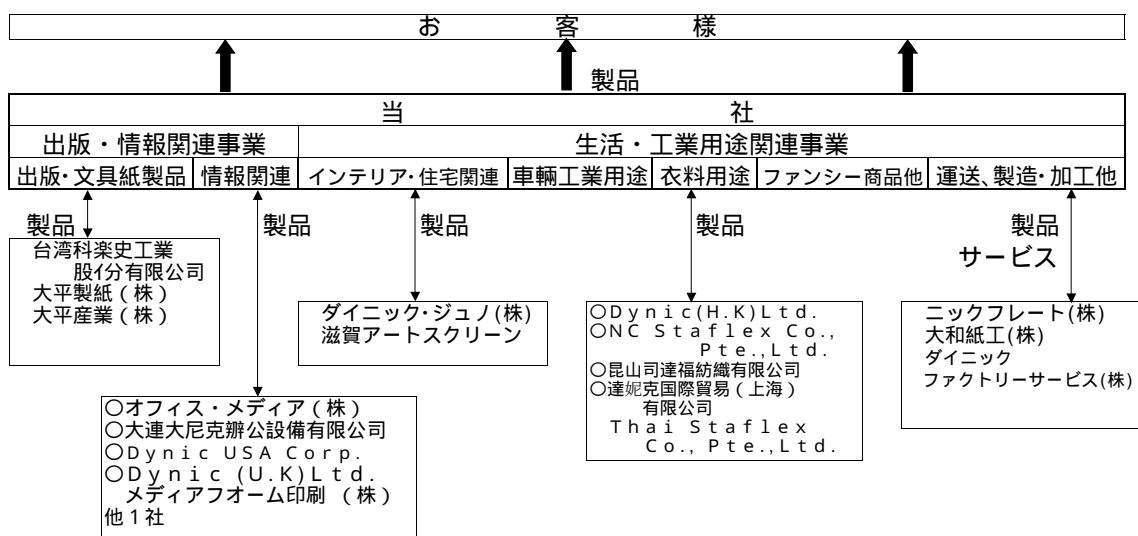 お客様
製品
当社
出版・情報関連事業 生活・工業用途関連事業
出版・文具紙製品 情報関連 インテリア・住宅関連 車輌工業用途 衣料用途 ファンシー商品他 運送、製造・加工他
製品 製品 製品 製品 製品
サービス
台湾科楽史工業
股イ分有限公司
大平製紙（株）
大平産業（株）
○オフィス・メディア（株）
○大連大尼克辦公設備有限公司
○Dynic USA Corp.
○Dynic (U.K)Ltd.
メディアフオーム印刷（株）
他１社
ダイニック・ジュノ(株)
滋賀アートスクリーン
○Dynic(H.K)Ltd.
○NC Staflex Co.,
Pte.,Ltd.
○昆山司達福紡織有限公司
○達妮克国際貿易（上海）
有限公司
Thai Staflex
Co., Pte.,Ltd.
ニックフレート(株)
大和紙工(株)
ダイニック
ファクトリーサービス(株)